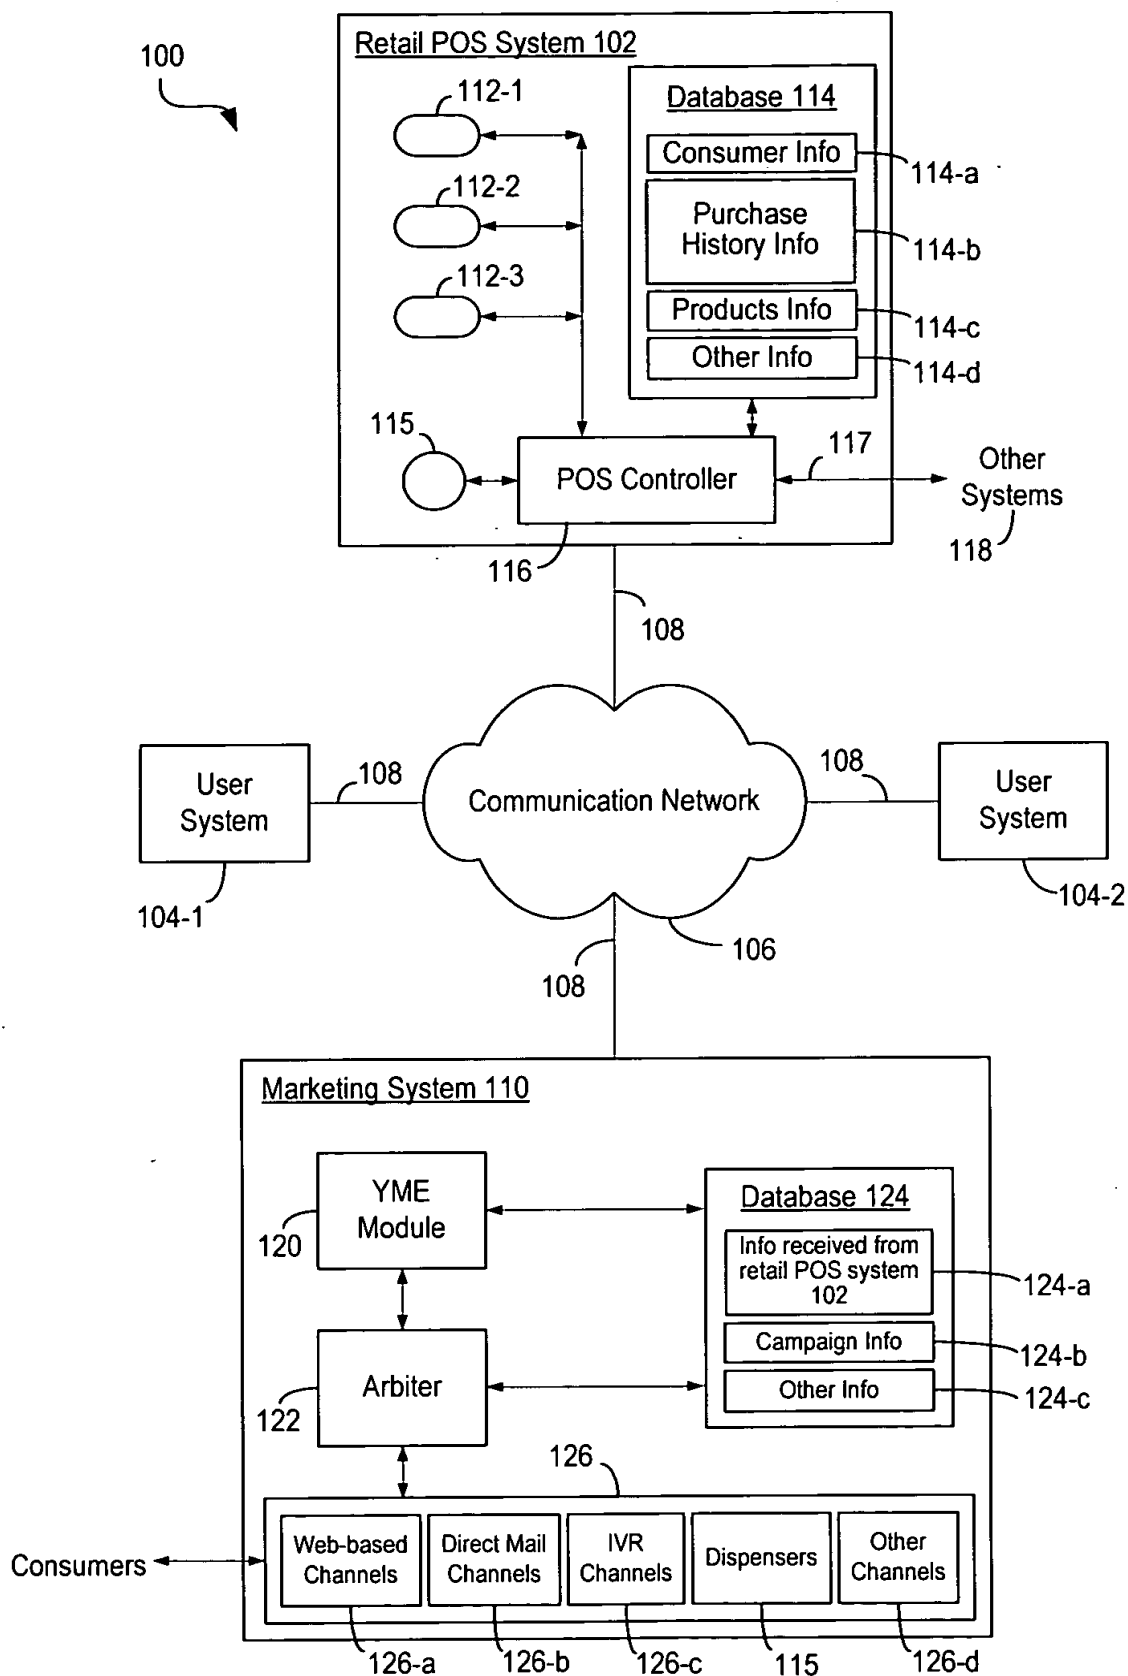 100
Retail POS System 102
112-1
112-2
112-3
Database 114
Consumer Info
114-a
Purchase
History Info
114-b
Products Info
114-c
Other Info
114-d
115
POS Controller
116
117
Other
Systems
118
108
User
System
104-1
108
Communication Network
106
108
User
System
104-2
108
Marketing System 110
YME
Module
120
Arbiter
122
Database 124
Info received from
retail POS system
102
124-a
Campaign Info
124-b
Other Info
124-c
126
Consumers
Web-based
Channels
126-a
Direct Mail
Channels
126-b
IVR
Channels
126-c
Dispensers
115
Other
Channels
126-d